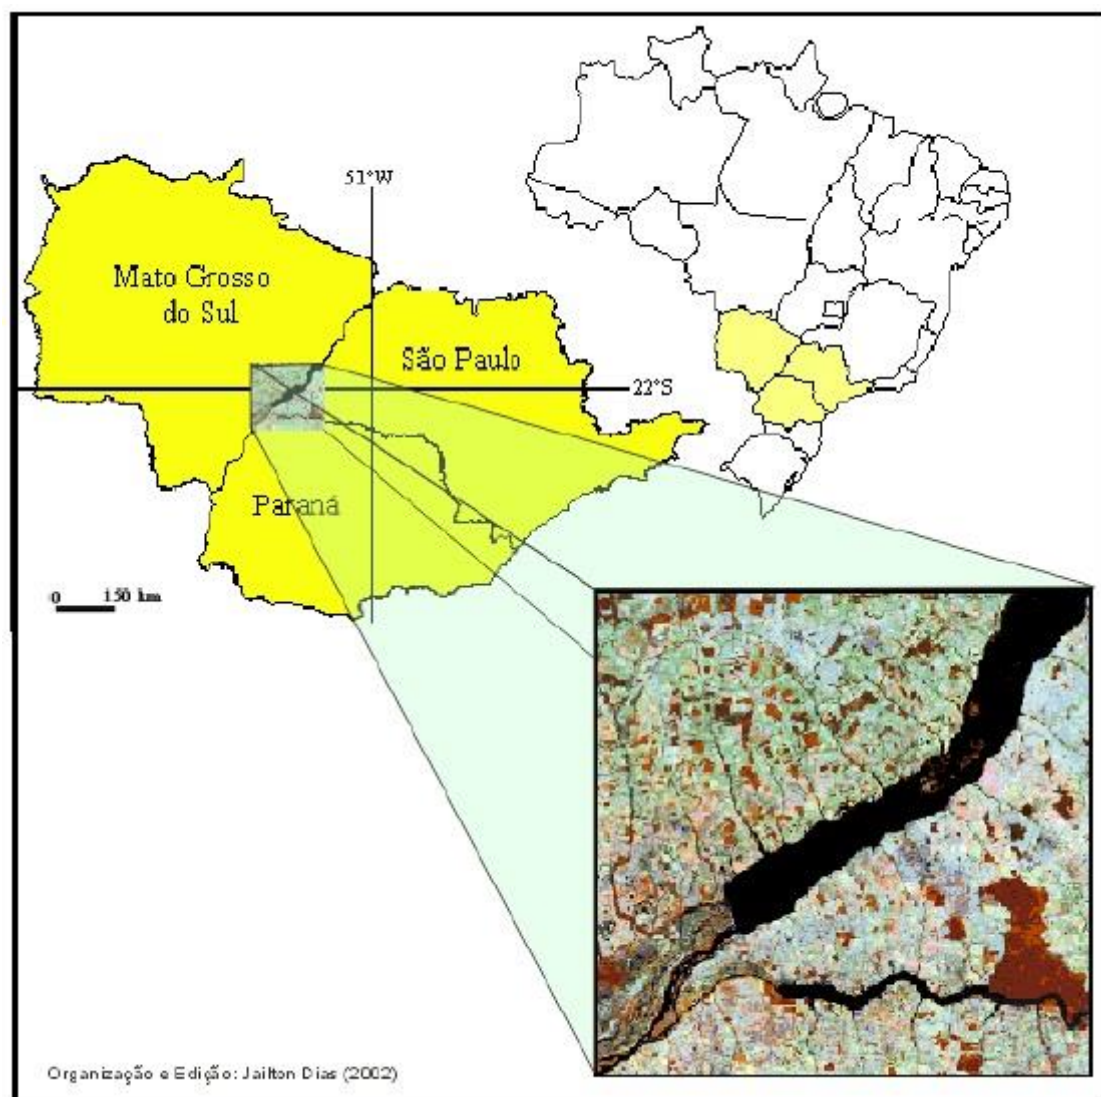 51°W
Mato Grosso
do Sul
São Paulo
22°S
Paraná
0 150 km
Organização e Edição: Jailton Dias (2002)